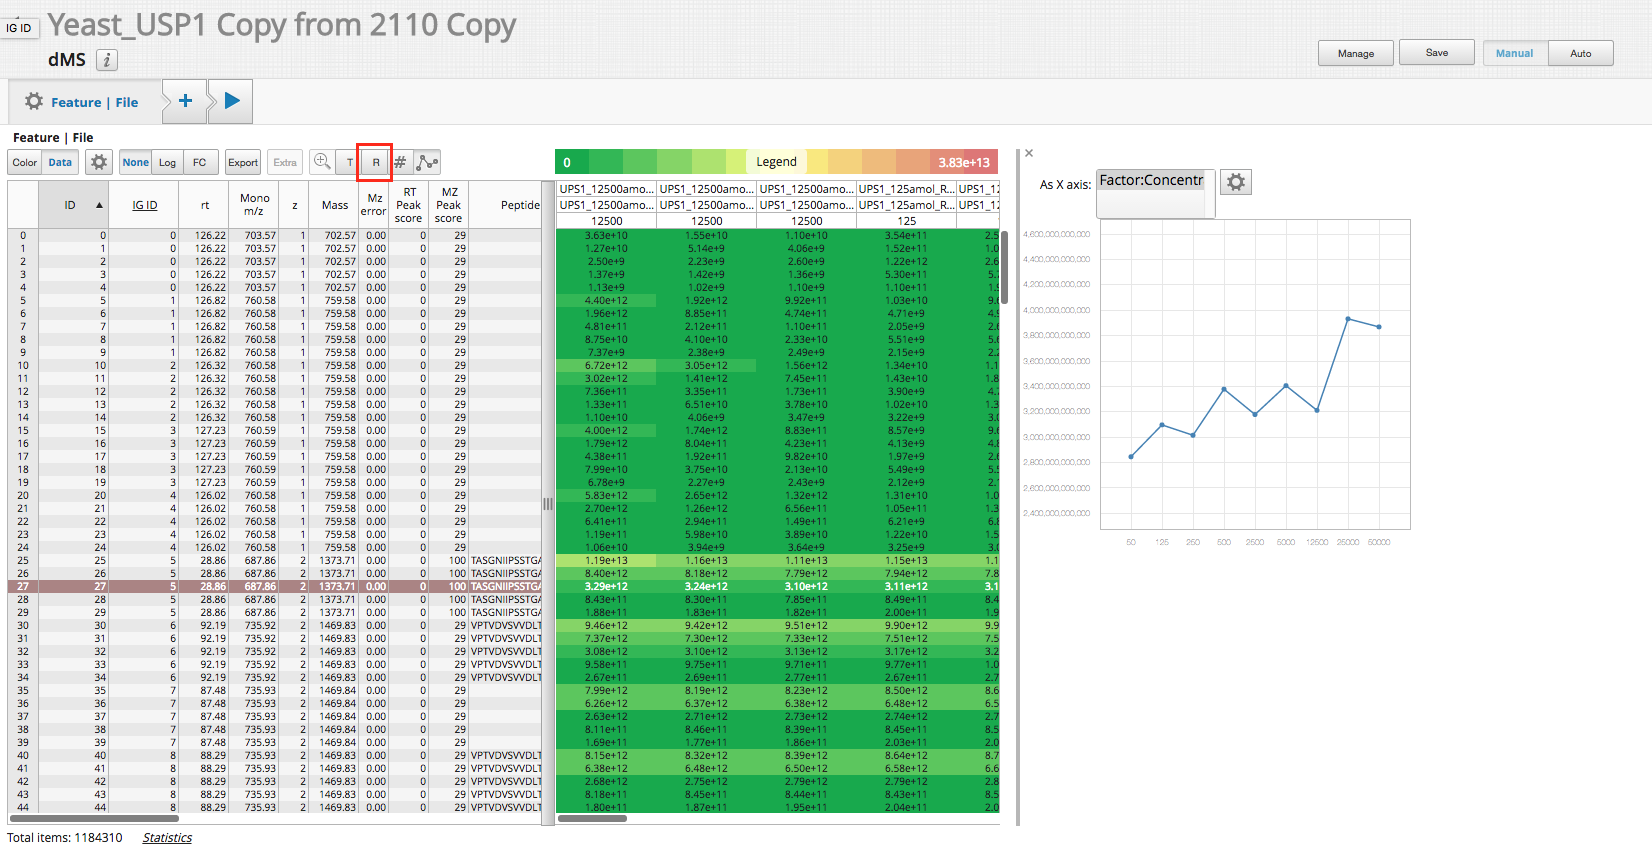 IG ID
Yeast_USP1 Copy from 2110 Copy
dMS i
Manage Save Manual Auto
Feature | File +
Feature | File
Color Data None Log FC Export Extra T R #
0 Legend 3.83e+13
As X axis: Factor:Concentr
ID IG ID rt Mono m/z z Mass Mz error RT Peak score MZ Peak score Peptide
UPS1_12500amo... UPS1_12500amo... UPS1_12500amo... UPS1_125amol_R... UPS1_12
UPS1_12500amo... UPS1_12500amo... UPS1_12500amo... UPS1_125amol_R... UPS1_12
12500 12500 12500 125
0 0 0 126.22 703.57 1 702.57 0.00 0 29 3.63e+10 1.55e+10 1.10e+10 3.54e+11 2.5
1 1 0 126.22 703.57 1 702.57 0.00 0 29 1.27e+10 5.14e+9 4.06e+9 1.52e+11 1.0
2 2 0 126.22 703.57 1 702.57 0.00 0 29 2.50e+9 2.23e+9 2.60e+9 1.22e+12 2.6
3 3 0 126.22 703.57 1 702.57 0.00 0 29 1.37e+9 1.42e+9 1.36e+9 5.30e+11 5.
4 4 0 126.22 703.57 1 702.57 0.00 0 29 1.13e+9 1.02e+9 1.10e+9 1.10e+11 1.9
5 5 1 126.82 760.58 1 759.58 0.00 0 29 4.40e+12 1.92e+12 9.92e+11 1.03e+10 9.6
6 6 1 126.82 760.58 1 759.58 0.00 0 29 1.96e+12 8.85e+11 4.74e+11 4.71e+9 4.9
7 7 1 126.82 760.58 1 759.58 0.00 0 29 4.81e+11 2.12e+11 1.10e+11 2.05e+9 2.6
8 8 1 126.82 760.58 1 759.58 0.00 0 29 8.75e+10 4.10e+10 2.33e+10 5.51e+9 5.6
9 9 1 126.82 760.58 1 759.58 0.00 0 29 7.37e+9 2.38e+9 2.49e+9 2.15e+9 2.2
10 10 2 126.32 760.58 1 759.58 0.00 0 29 6.72e+12 3.05e+12 1.56e+12 1.34e+10 1.1
11 11 2 126.32 760.58 1 759.58 0.00 0 29 3.02e+12 1.41e+12 7.45e+11 1.43e+10 1.8
12 12 2 126.32 760.58 1 759.58 0.00 0 29 7.36e+11 3.35e+11 1.73e+11 3.90e+9 4.
13 13 2 126.32 760.58 1 759.58 0.00 0 29 1.33e+11 6.51e+10 3.78e+10 1.02e+10 1.3
14 14 2 126.32 760.58 1 759.58 0.00 0 29 1.10e+10 4.06e+9 3.47e+9 3.22e+9 3.0
15 15 3 127.23 760.59 1 759.58 0.00 0 29 4.00e+12 1.74e+12 8.83e+11 8.57e+9 9.6
16 16 3 127.23 760.59 1 759.58 0.00 0 29 1.79e+12 8.04e+11 4.23e+11 4.13e+9 4.8
17 17 3 127.23 760.59 1 759.58 0.00 0 29 4.38e+11 1.92e+11 9.82e+10 1.97e+9 2.6
18 18 3 127.23 760.59 1 759.58 0.00 0 29 7.99e+10 3.75e+10 2.13e+10 5.49e+9 5.5
19 19 3 127.23 760.59 1 759.58 0.00 0 29 6.78e+9 2.27e+9 2.43e+9 2.12e+9 2.
20 20 4 126.02 760.58 1 759.58 0.00 0 29 5.83e+12 2.65e+12 1.32e+12 1.31e+10 1.0
21 21 4 126.02 760.58 1 759.58 0.00 0 29 2.70e+12 1.26e+12 6.56e+11 1.05e+11 1.3
22 22 4 126.02 760.58 1 759.58 0.00 0 29 6.41e+11 2.94e+11 1.49e+11 6.21e+9 6.8
23 23 4 126.02 760.58 1 759.58 0.00 0 29 1.19e+11 5.98e+10 3.89e+10 1.22e+10 1.5
24 24 4 126.02 760.58 1 759.58 0.00 0 29 1.06e+10 3.94e+9 3.64e+9 3.25e+9 3.0
25 25 5 28.86 687.86 2 1373.71 0.00 0 100 TASGNIIPSSTGA 1.19e+13 1.16e+13 1.11e+13 1.15e+13 1.1
26 26 5 28.86 687.86 2 1373.71 0.00 0 100 TASGNIIPSSTGA 8.40e+12 8.18e+12 7.79e+12 7.94e+12 7.8
27 27 5 28.86 687.86 2 1373.71 0.00 0 100 TASGNIIPSSTGA 3.29e+12 3.24e+12 3.10e+12 3.11e+12 3.1
28 28 5 28.86 687.86 2 1373.71 0.00 0 100 TASGNIIPSSTGA 8.43e+11 8.30e+11 7.85e+11 8.49e+11 8.4
29 29 5 28.86 687.86 2 1373.71 0.00 0 100 TASGNIIPSSTGA 1.88e+11 1.83e+11 1.82e+11 2.00e+11 1.9
30 30 6 92.19 735.92 2 1469.83 0.00 0 29 VPTVDVSVVDLT 9.46e+12 9.42e+12 9.51e+12 9.90e+12 9.9
31 31 6 92.19 735.92 2 1469.83 0.00 0 29 VPTVDVSVVDLT 7.37e+12 7.30e+12 7.33e+12 7.51e+12 7.5
32 32 6 92.19 735.92 2 1469.83 0.00 0 29 VPTVDVSVVDLT 3.08e+12 3.10e+12 3.13e+12 3.17e+12 3.2
33 33 6 92.19 735.92 2 1469.83 0.00 0 29 VPTVDVSVVDLT 9.58e+11 9.75e+11 9.71e+11 9.77e+11 1.0
34 34 6 92.19 735.92 2 1469.83 0.00 0 29 VPTVDVSVVDLT 2.67e+11 2.69e+11 2.77e+11 2.67e+11 2.7
35 35 7 87.48 735.93 2 1469.84 0.00 0 29 7.99e+12 8.19e+12 8.23e+12 8.50e+12 8.6
36 36 7 87.48 735.93 2 1469.84 0.00 0 29 6.26e+12 6.37e+12 6.38e+12 6.48e+12 6.5
37 37 7 87.48 735.93 2 1469.84 0.00 0 29 2.63e+12 2.71e+12 2.73e+12 2.74e+12 2.7
38 38 7 87.48 735.93 2 1469.84 0.00 0 29 8.11e+11 8.46e+11 8.39e+11 8.45e+11 8.5
39 39 7 87.48 735.93 2 1469.84 0.00 0 29 1.69e+11 1.77e+11 1.86e+11 2.03e+11 2.0
40 40 8 88.29 735.93 2 1469.83 0.00 0 29 VPTVDVSVVDLT 8.15e+12 8.32e+12 8.39e+12 8.64e+12 8.7
41 41 8 88.29 735.93 2 1469.83 0.00 0 29 VPTVDVSVVDLT 6.38e+12 6.48e+12 6.50e+12 6.58e+12 6.6
42 42 8 88.29 735.93 2 1469.83 0.00 0 29 VPTVDVSVVDLT 2.68e+12 2.75e+12 2.79e+12 2.79e+12 2.8
43 43 8 88.29 735.93 2 1469.83 0.00 0 29 VPTVDVSVVDLT 8.18e+11 8.45e+11 8.44e+11 8.43e+11 8.5
44 44 8 88.29 735.93 2 1469.83 0.00 0 29 VPTVDVSVVDLT 1.80e+11 1.87e+11 1.95e+11 2.04e+11 2.0
4,600,000,000,000
4,400,000,000,000
4,200,000,000,000
4,000,000,000,000
3,800,000,000,000
3,600,000,000,000
3,400,000,000,000
3,200,000,000,000
3,000,000,000,000
2,800,000,000,000
2,600,000,000,000
2,400,000,000,000
50 125 250 500 2500 5000 12500 25000 50000
Total items: 1184310 Statistics